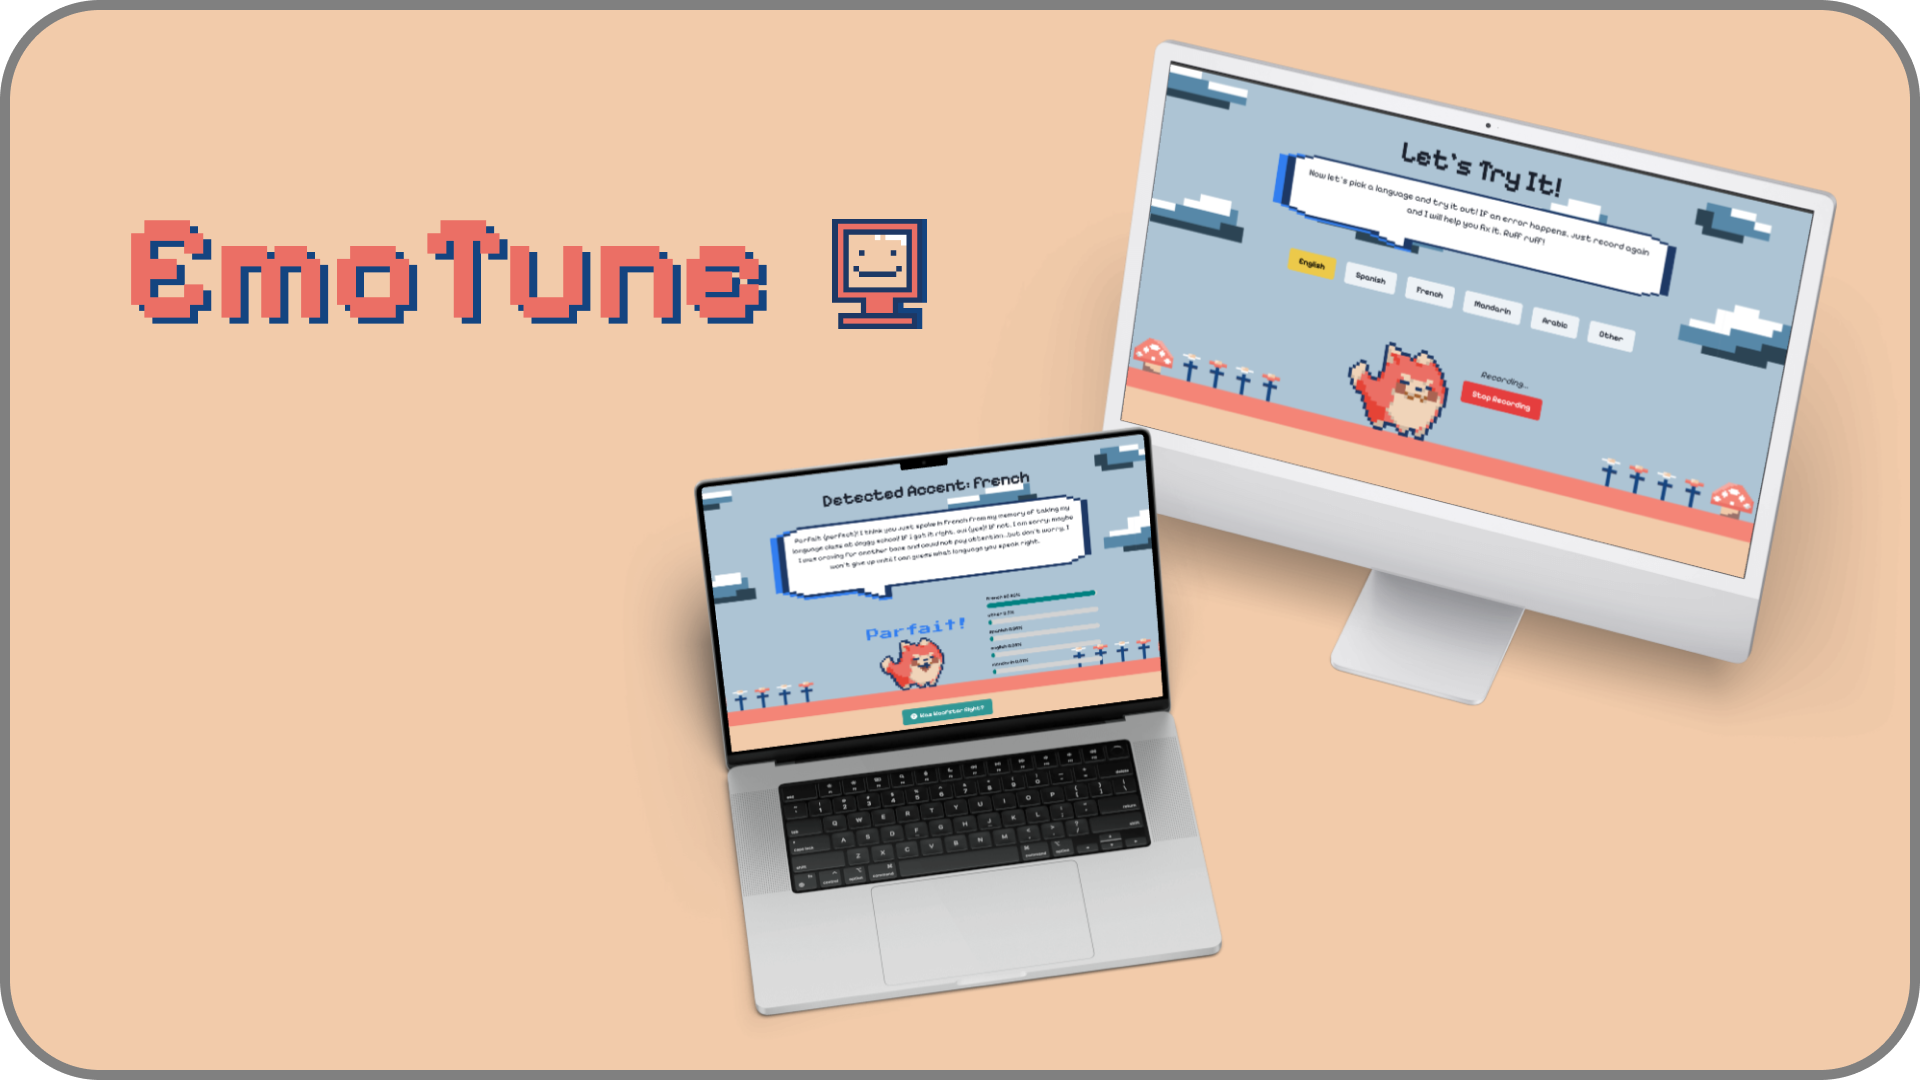 EmoTune
Let's Try It!
Now let's pick a language and try it out! If an error happens, just record again
and I will help you fix it. Ruff ruff!
English
Spanish
French
Mandarin
Arabic
Other
Recording...
Stop Recording
Detected Accent: French
Parfait (perfect)! I think you just spoke in French from my memory of taking my
language class at doggy school! If I got it right, oui (yes)! If not, I am sorry; maybe
I was craving for another bone and could not pay attention...but don't worry, I
won't give up until I can guess what language you speak right.
Parfait!
Was Woofster Right?